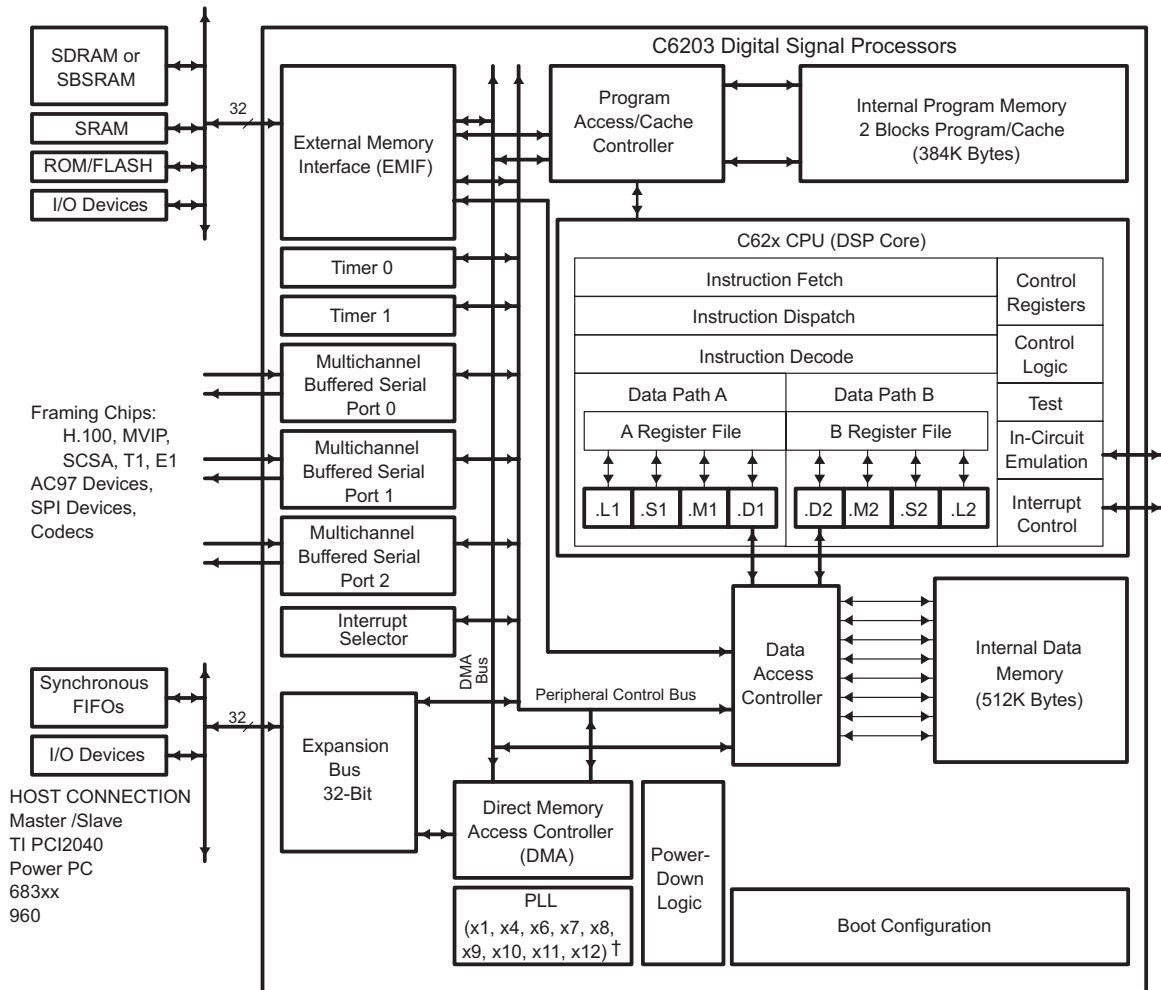 C6203 Digital Signal Processors
SDRAM or
SBSRAM
SRAM
ROM/FLASH
I/O Devices
32
External Memory
Interface (EMIF)
Program
Access/Cache
Controller
Internal Program Memory
2 Blocks Program/Cache
(384K Bytes)
Timer 0
Timer 1
Multichannel
Buffered Serial
Port 0
Multichannel
Buffered Serial
Port 1
Multichannel
Buffered Serial
Port 2
Interrupt
Selector
Framing Chips:
H.100, MVIP,
SCSA, T1, E1
AC97 Devices,
SPI Devices,
Codecs
C62x CPU (DSP Core)
Instruction Fetch
Instruction Dispatch
Instruction Decode
Data Path A
Data Path B
A Register File
B Register File
.L1
.S1
.M1
.D1
.D2
.M2
.S2
.L2
Control
Registers
Control
Logic
Test
In-Circuit
Emulation
Interrupt
Control
Synchronous
FIFOs
I/O Devices
32
HOST CONNECTION
Master /Slave
TI PCI2040
Power PC
683xx
960
Expansion
Bus
32-Bit
DMA
Bus
Peripheral Control Bus
Data
Access
Controller
Internal Data
Memory
(512K Bytes)
Direct Memory
Access Controller
(DMA)
PLL
(x1, x4, x6, x7, x8,
x9, x10, x11, x12) †
Power-
Down
Logic
Boot Configuration